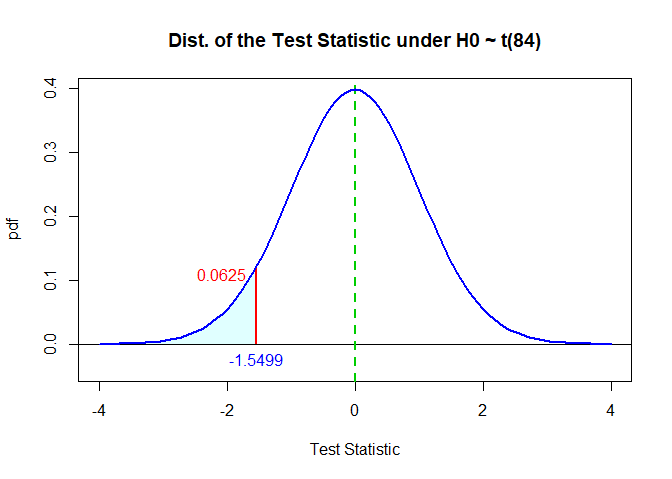 Dist. of the Test Statistic under H0 ~ t(84)
pdf
0.4
0.3
0.2
0.1
0.0
0.0625
-1.5499
-4 -2 0 2 4
Test Statistic